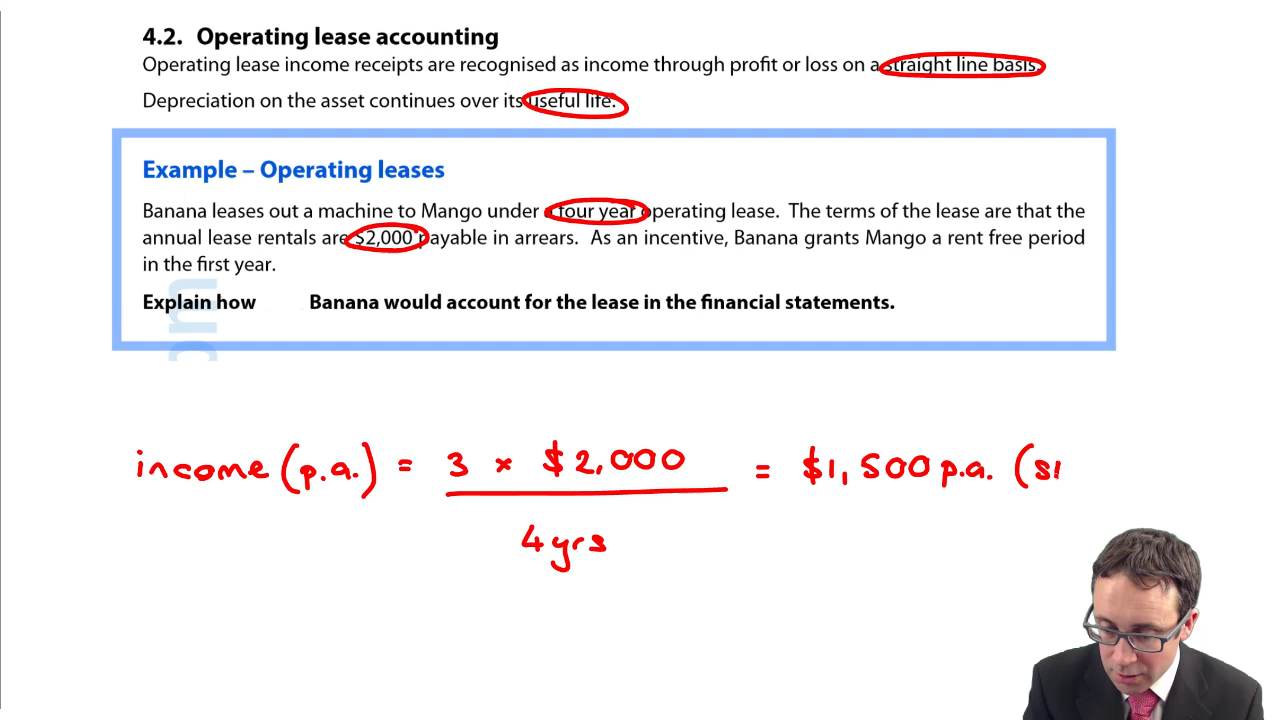 4.2. Operating lease accounting
Operating lease income receipts are recognised as income through profit or loss on a straight line basis.
Depreciation on the asset continues over its useful life.
Example – Operating leases
Banana leases out a machine to Mango under a four year operating lease. The terms of the lease are that the
annual lease rentals are $2,000 payable in arrears. As an incentive, Banana grants Mango a rent free period
in the first year.
Explain how Banana would account for the lease in the financial statements.
income (p.a.) = 3 × $2,000 = $1,500 p.a. (sl
4 yrs